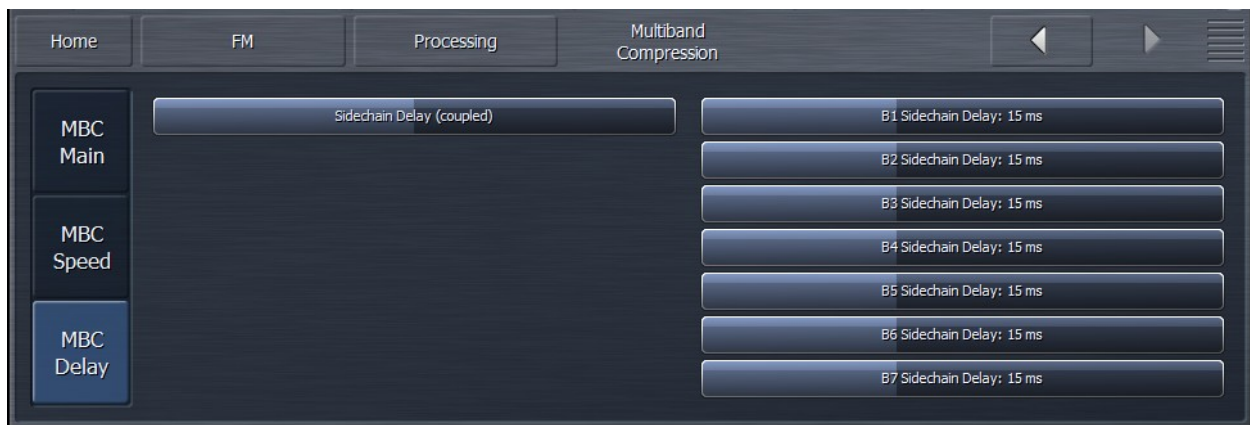 Home
FM
Processing
Multiband
Compression
MBC
Main
MBC
Speed
MBC
Delay
Sidechain Delay (coupled)
B1 Sidechain Delay: 15 ms
B2 Sidechain Delay: 15 ms
B3 Sidechain Delay: 15 ms
B4 Sidechain Delay: 15 ms
B5 Sidechain Delay: 15 ms
B6 Sidechain Delay: 15 ms
B7 Sidechain Delay: 15 ms